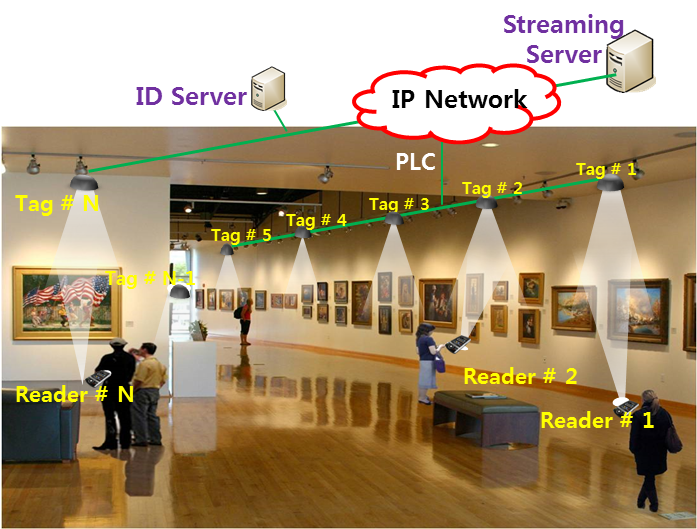 Streaming
Server
ID Server
IP Network
PLC
Tag # 1
Tag # 2
Tag # 3
Tag # 4
Tag # 5
Tag # N
Tag # N-1
Reader # 2
Reader # N
Reader # 1